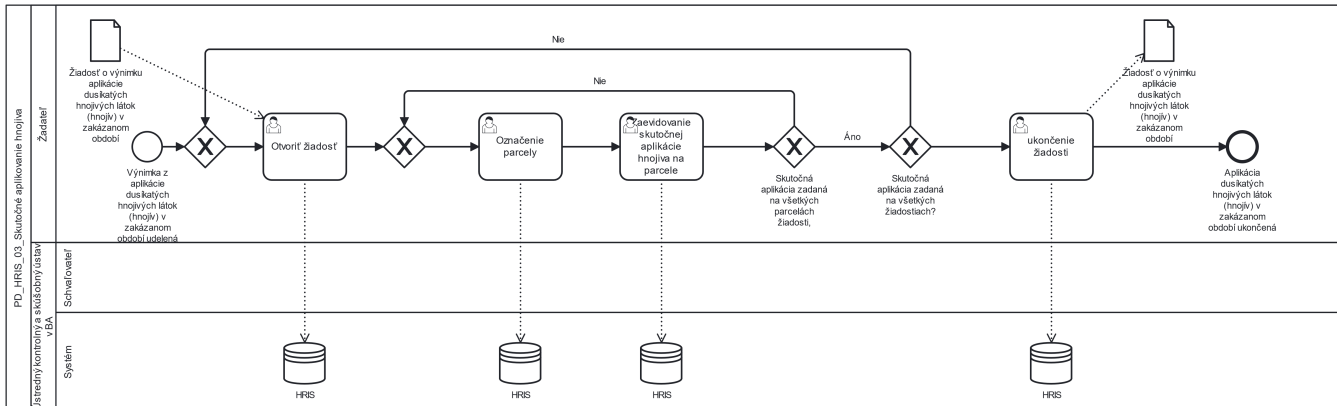 PD_HRIS_03_Skutočné aplikovanie hnojiva
Žiadateľ
Žiadosť o výnimku
aplikácie
dusíkatých
hnojivých látok
(hnojív) v
zakázanom
období
Výnimka z
aplikácie
dusíkatých
hnojivých látok
(hnojív) v
zakázanom
období udelená
Otvoriť žiadosť
Nie
Nie
Označenie
parcely
Zaevidovanie
skutočnej
aplikácie
hnojiva na
parcele
Skutočná
aplikácia zadaná
na všetkých
parcelách
žiadosti,
Áno
Skutočná
aplikácia zadaná
na všetkých
žiadostiach?
ukončenie
žiadosti
Žiadosť o výnimku
aplikácie
dusíkatých
hnojivých látok
(hnojív) v
zakázanom
období
Aplikácia
dusíkatých
hnojivých látok
(hnojív) v
zakázanom
období ukončená
Ústredný kontrolný a skúšobný ústav
v BA
Schvaľovateľ
Systém
HRIS
HRIS
HRIS
HRIS